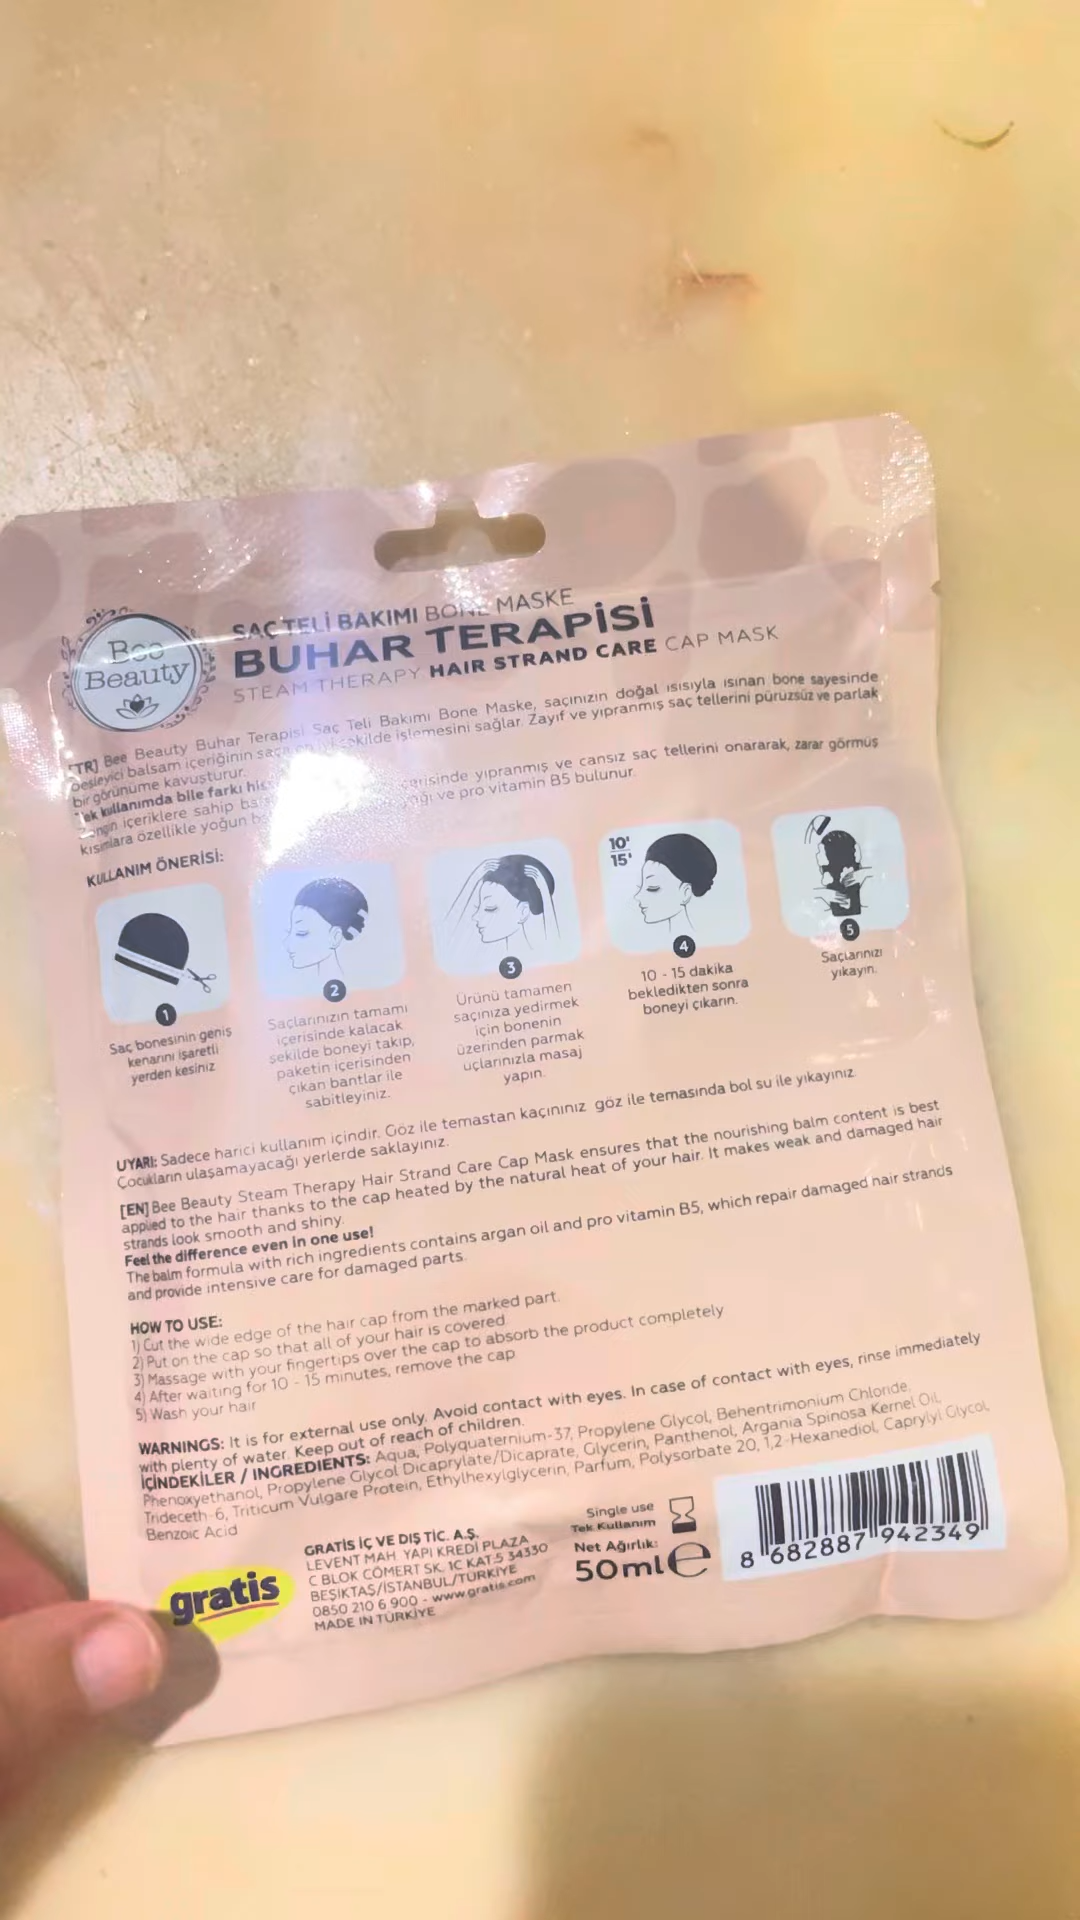 Bee
Beauty
SAÇ TELİ BAKIMI BONE MASKE
BUHAR TERAPİSİ
STEAM THERAPY HAIR STRAND CARE CAP MASK
[TR] Bee Beauty Buhar Terapisi Saç Teli Bakımı Bone Maske, saçınızın doğal ısısıyla ısınan bone sayesinde
besleyici balsam içeriğinin saça en iyi şekilde işlemesini sağlar. Zayıf ve yıpranmış saç tellerini pürüzsüz ve parlak
bir görünüme kavuşturur.
Tek kullanımda bile farkı
Zengin içeriklere sahip içerisinde yıpranmış ve cansız saç tellerini onararak, zarar görmüş
kısımlara özellikle yoğun ve pro vitamin B5 bulunur.
KULLANIM ÖNERİSİ:
10'
15'
1
Saç bonesinin geniş
kenarını işaretli
yerden kesiniz
2
Saçlarınızın tamamı
içerisinde kalacak
şekilde boneyi takıp,
paketin içerisinden
çıkan bantlar ile
sabitleyiniz.
3
Ürünü tamamen
saçınıza yedirmek
için bonenin
üzerinden parmak
uçlarınızla masaj
yapın.
4
10 - 15 dakika
bekledikten sonra
boneyi çıkarın.
5
Saçlarınızı
yıkayın.
UYARI: Sadece harici kullanım içindir. Göz ile temastan kaçınınız göz ile temasında bol su ile yıkayınız.
Çocukların ulaşamayacağı yerlerde saklayınız.
[EN] Bee Beauty Steam Therapy Hair Strand Care Cap Mask ensures that the nourishing balm content is best
applied to the hair thanks to the cap heated by the natural heat of your hair. It makes weak and damaged hair
strands look smooth and shiny.
Feel the difference even in one use!
The balm formula with rich ingredients contains argan oil and pro vitamin B5, which repair damaged hair strands
and provide intensive care for damaged parts.
HOW TO USE:
1) Cut the wide edge of the hair cap from the marked part.
2) Put on the cap so that all of your hair is covered
3) Massage with your fingertips over the cap to absorb the product completely
4) After waiting for 10 - 15 minutes, remove the cap
5) Wash your hair
WARNINGS: It is for external use only. Avoid contact with eyes. In case of contact with eyes, rinse immediately
with plenty of water. Keep out of reach of children.
İÇİNDEKİLER / INGREDIENTS: Aqua, Polyquaternium-37, Propylene Glycol, Behentrimonium Chloride,
Phenoxyethanol, Propylene Glycol Dicaprylate/Dicaprate, Glycerin, Panthenol, Argania Spinosa Kernel Oil,
Trideceth-6, Triticum Vulgare Protein, Ethylhexylglycerin, Parfum, Polysorbate 20, 1,2-Hexanediol, Caprylyl Glycol,
Benzoic Acid
gratis
GRATİS İÇ VE DIŞ TİC. A.Ş.
LEVENT MAH YAPI KREDİ PLAZA
C BLOK CÖMERT SK. 1C KAT:5 34330
BEŞİKTAŞ/İSTANBUL/TÜRKİYE
0850 210 6 900 - www.gratis.com
MADE IN TÜRKİYE
Single use
Tek Kullanım
Net Ağırlık:
50ml e
8 682887 942349